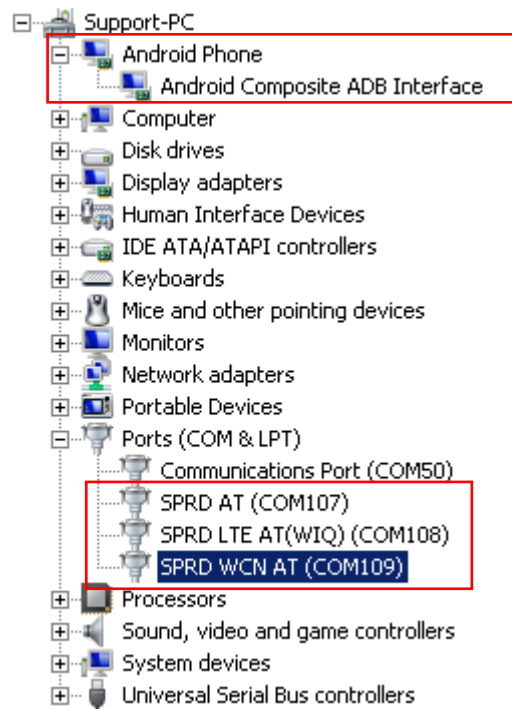 Support-PC
Android Phone
Android Composite ADB Interface
Computer
Disk drives
Display adapters
Human Interface Devices
IDE ATA/ATAPI controllers
Keyboards
Mice and other pointing devices
Monitors
Network adapters
Portable Devices
Ports (COM & LPT)
Communications Port (COM50)
SPRD AT (COM107)
SPRD LTE AT(WIQ) (COM108)
SPRD WCN AT (COM109)
Processors
Sound, video and game controllers
System devices
Universal Serial Bus controllers